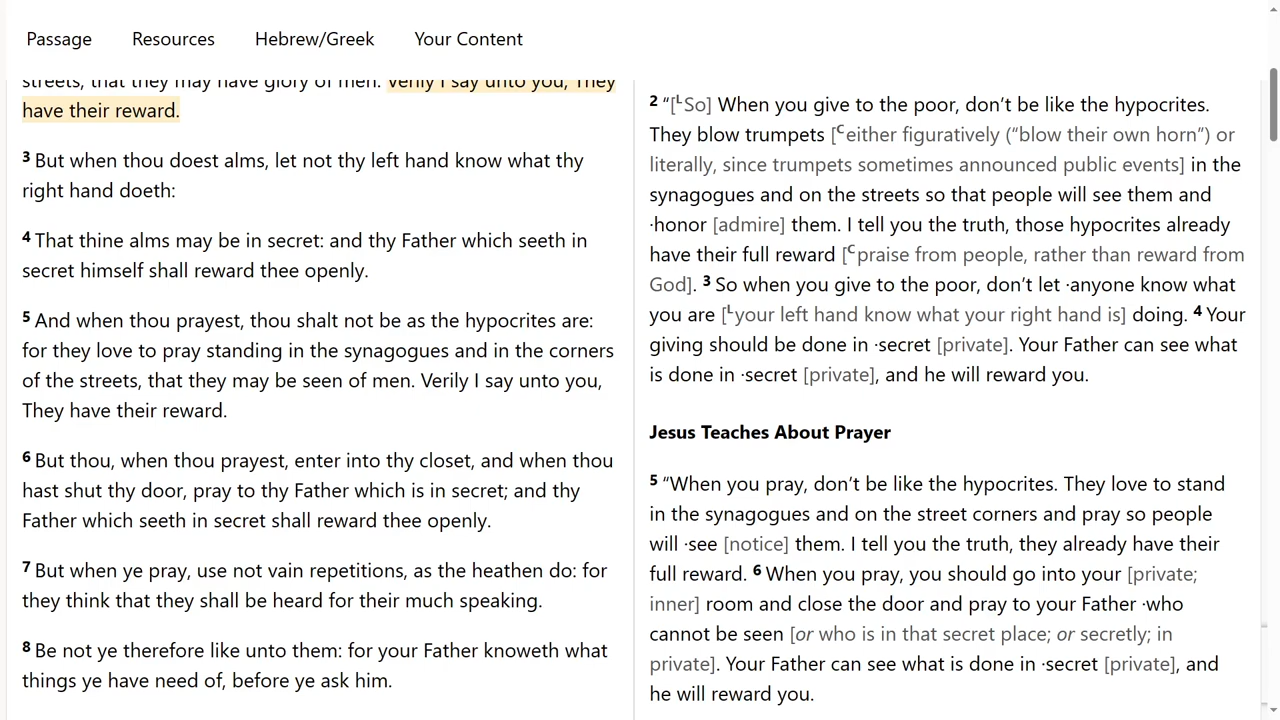 Passage Resources Hebrew/Greek Your Content
streets, that they may have glory of men. Verily I say unto you, They
have their reward.
3 But when thou doest alms, let not thy left hand know what thy
right hand doeth:
4 That thine alms may be in secret: and thy Father which seeth in
secret himself shall reward thee openly.
5 And when thou prayest, thou shalt not be as the hypocrites are:
for they love to pray standing in the synagogues and in the corners
of the streets, that they may be seen of men. Verily I say unto you,
They have their reward.
6 But thou, when thou prayest, enter into thy closet, and when thou
hast shut thy door, pray to thy Father which is in secret; and thy
Father which seeth in secret shall reward thee openly.
7 But when ye pray, use not vain repetitions, as the heathen do: for
they think that they shall be heard for their much speaking.
8 Be not ye therefore like unto them: for your Father knoweth what
things ye have need of, before ye ask him.
2 “[LSo] When you give to the poor, don’t be like the hypocrites.
They blow trumpets [Ceither figuratively (“blow their own horn”) or
literally, since trumpets sometimes announced public events] in the
synagogues and on the streets so that people will see them and
·honor [admire] them. I tell you the truth, those hypocrites already
have their full reward [Cpraise from people, rather than reward from
God]. 3 So when you give to the poor, don’t let ·anyone know what
you are [Lyour left hand know what your right hand is] doing. 4 Your
giving should be done in ·secret [private]. Your Father can see what
is done in ·secret [private], and he will reward you.
Jesus Teaches About Prayer
5 “When you pray, don’t be like the hypocrites. They love to stand
in the synagogues and on the street corners and pray so people
will ·see [notice] them. I tell you the truth, they already have their
full reward. 6 When you pray, you should go into your [private;
inner] room and close the door and pray to your Father ·who
cannot be seen [or who is in that secret place; or secretly; in
private]. Your Father can see what is done in ·secret [private], and
he will reward you.